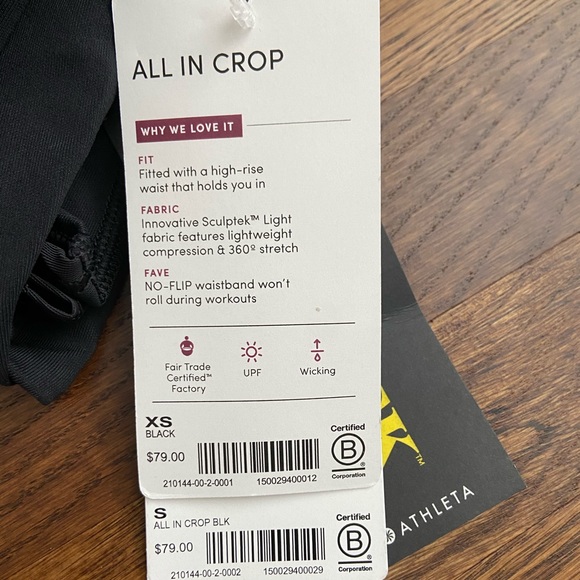 ALL IN CROP
WHY WE LOVE IT
FIT
Fitted with a high-rise
waist that holds you in
FABRIC
Innovative Sculptek™ Light
fabric features lightweight
compression & 360º stretch
FAVE
NO-FLIP waistband won't
roll during workouts
Fair Trade
Certified™
Factory
UPF
Wicking
XS
BLACK
$79.00
210144-00-2-0001
150029400012
Certified
B
®
Corporation
S
ALL IN CROP BLK
$79.00
210144-00-2-0002
150029400029
Certified
B
®
Corporation
K™
ATHLETA